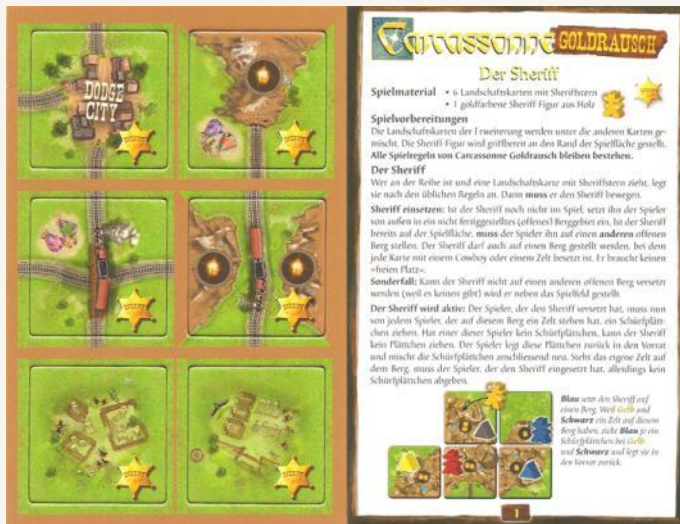 DODGE
CITY
Carcassonne GOLDRAUSCH
Der Sheriff
Spielmaterial • 6 Landschaftskarten mit Sheriffstern
• 1 goldfarbene Sheriff Figur aus Holz
Spielvorbereitungen
Die Landschaftskarten der Erweiterung werden unter die anderen Karten ge-
mischt. Die Sheriff-Figur wird griffbereit an den Rand der Spielfläche gestellt.
Alle Spielregeln von Carcassonne Goldrausch bleiben bestehen.
Der Sheriff
Wer an der Reihe ist und eine Landschaftskarte mit Sheriffstern zieht, legt
sie nach den üblichen Regeln an. Dann muss er den Sheriff bewegen.
Sheriff einsetzen: Ist der Sheriff noch nicht im Spiel, setzt ihn der Spieler
von außen in ein nicht fertiggestelltes (offenes) Berggebiet ein. Ist der Sheriff
bereits auf der Spielfläche, muss der Spieler ihn auf einen anderen offenen
Berg stellen. Der Sheriff darf auch auf einen Berg gestellt werden, bei dem
jede Karte mit einem Cowboy oder einem Zelt besetzt ist. Er braucht keinen
»freien Platz«.
Sonderfall: Kann der Sheriff nicht auf einen anderen offenen Berg versetzt
werden (weil es keinen gibt) wird er neben das Spielfeld gestellt.
Der Sheriff wird aktiv: Der Spieler, der den Sheriff versetzt hat, muss nun
von jedem Spieler, der auf diesem Berg ein Zelt stehen hat, ein Schürfplätt-
chen ziehen. Hat einer dieser Spieler kein Schürfplättchen, kann der Sheriff
kein Plättchen ziehen. Der Spieler legt diese Plättchen zurück in den Vorrat
und mischt die Schürfplättchen anschliessend neu. Steht das eigene Zelt auf
dem Berg, muss der Spieler, der den Sheriff eingesetzt hat, allerdings kein
Schürfplättchen abgeben.
Blau setzt den Sheriff auf
einen Berg. Weil Gelb und
Schwarz ein Zelt auf diesem
Berg haben, zieht Blau je ein
Schürfplättchen bei Gelb
und Schwarz und legt sie in
den Vorrat zurück.
1